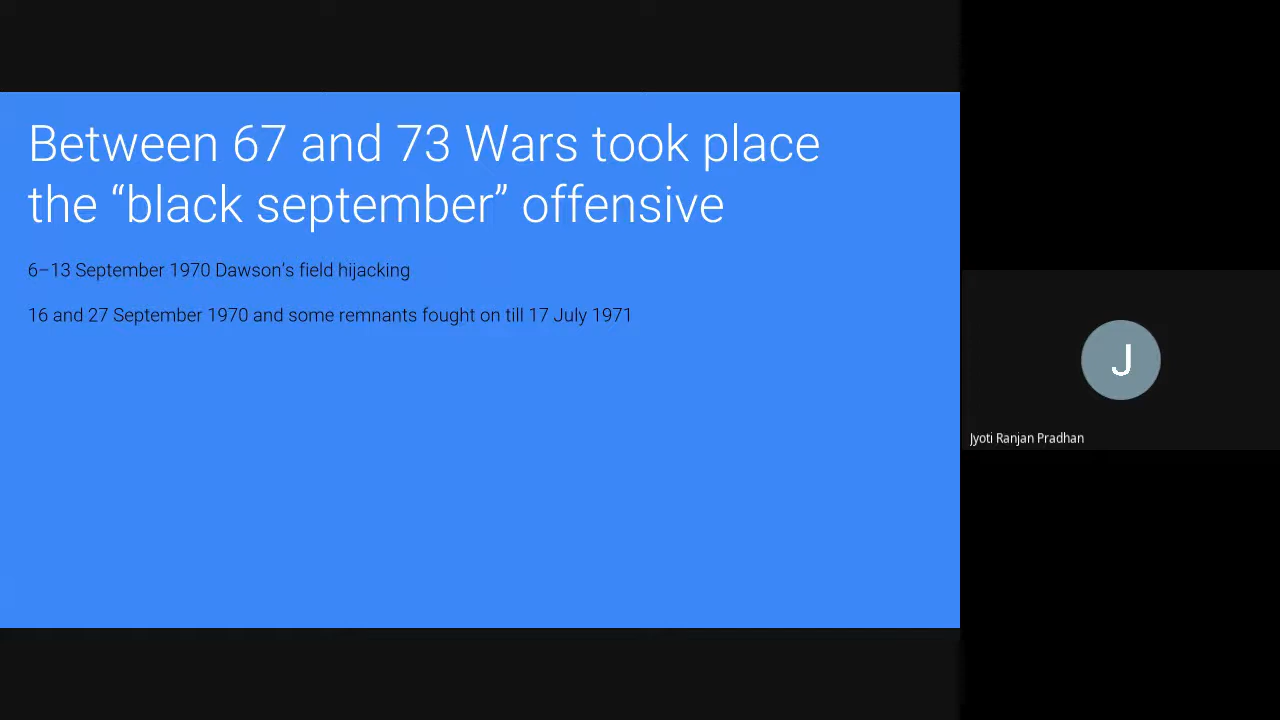 Between 67 and 73 Wars took place
the “black september” offensive
6–13 September 1970 Dawson’s field hijacking
16 and 27 September 1970 and some remnants fought on till 17 July 1971
J
Jyoti Ranjan Pradhan